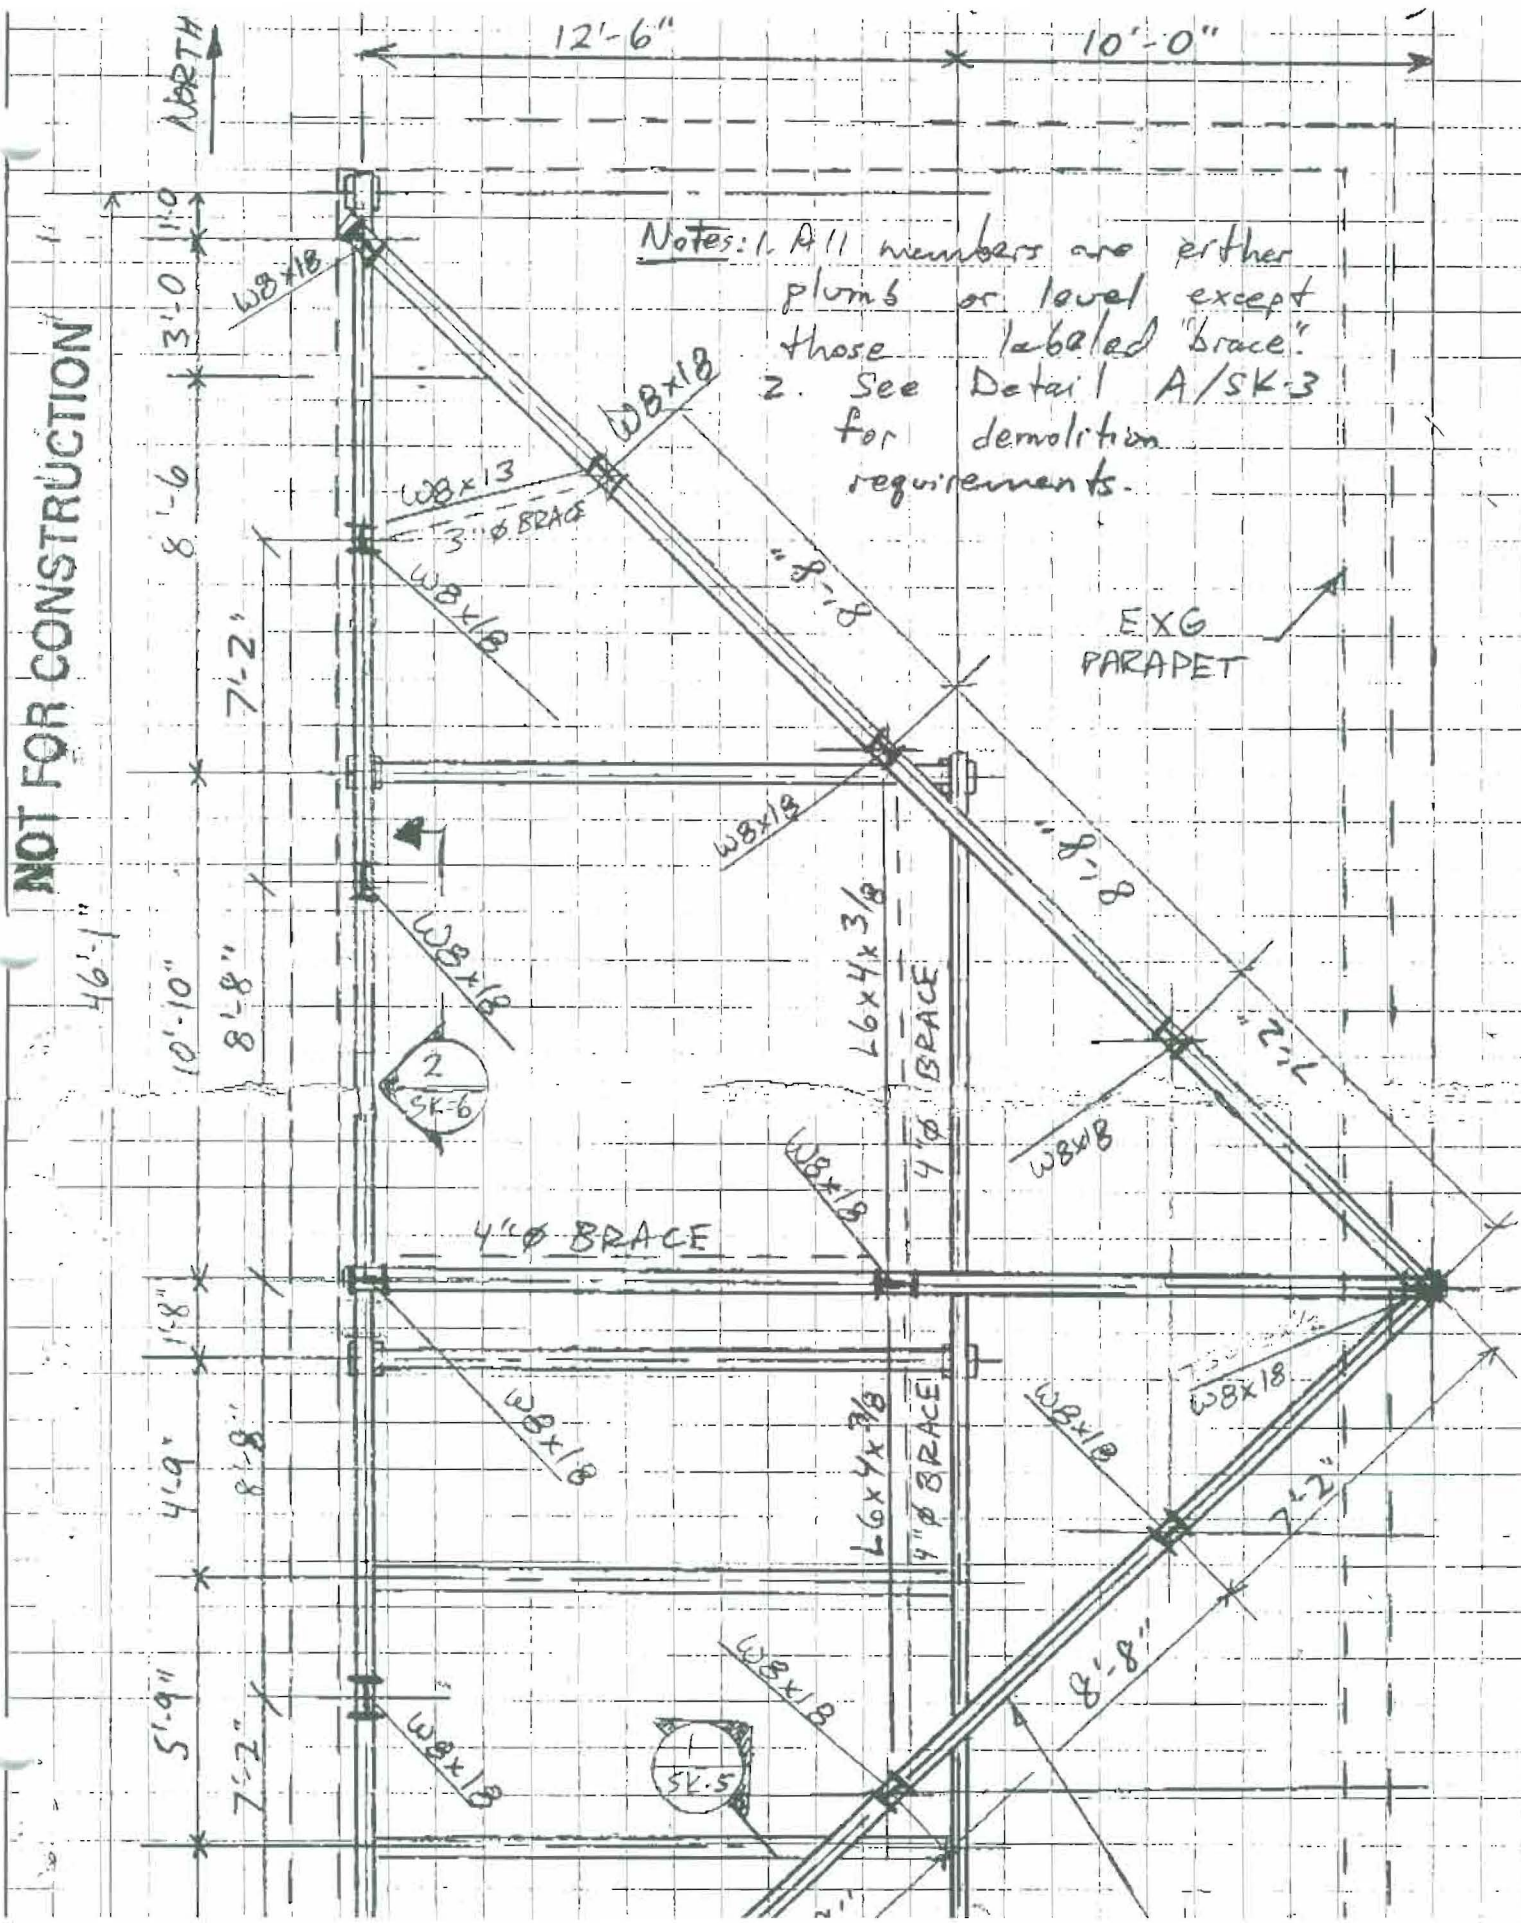 12'-6"
10'-0"
NORTH
1'-0
3'-0
8'-6
7'-2"
46'-1"
10'-10"
8'-8"
1'-8"
4'-9"
8'-8"
5'-9"
7'-2"
NOT FOR CONSTRUCTION
Notes: 1. All members are either
plumb or level except
those labeled "brace".
2. See Detail A/SK-3
for demolition
requirements.
W8x18
W8x18
W8x13
3"ø BRACE
W8x18
8'-8"
EXG
PARAPET
W8x18
8'-8"
L6x4x3/8
4"ø BRACE
W8x18
7'-2"
2
SK-6
W8x18
W8x18
4"ø BRACE
W8x18
W8x18
W8x18
L6x4x3/8
4"ø BRACE
7'-2"
W8x18
8'-8"
W8x18
1
SK-5
2"